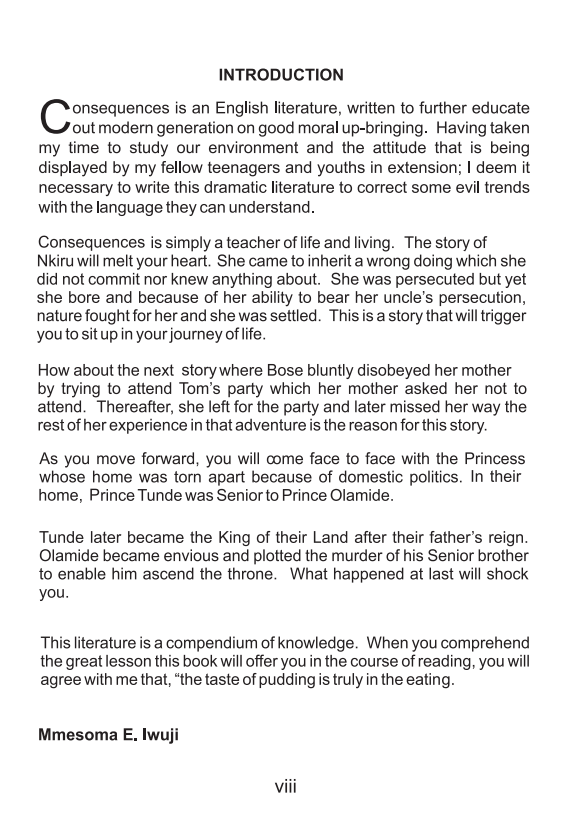 INTRODUCTION
Consequences is an English literature, written to further educate
out modern generation on good moral up-bringing. Having taken
my time to study our environment and the attitude that is being
displayed by my fellow teenagers and youths in extension; I deem it
necessary to write this dramatic literature to correct some evil trends
with the language they can understand.
Consequences is simply a teacher of life and living. The story of
Nkiru will melt your heart. She came to inherit a wrong doing which she
did not commit nor knew anything about. She was persecuted but yet
she bore and because of her ability to bear her uncle's persecution,
nature fought for her and she was settled. This is a story that will trigger
you to sit up in your journey of life.
How about the next story where Bose bluntly disobeyed her mother
by trying to attend Tom's party which her mother asked her not to
attend. Thereafter, she left for the party and later missed her way the
rest of her experience in that adventure is the reason for this story.
As you move forward, you will come face to face with the Princess
whose home was torn apart because of domestic politics. In their
home, Prince Tunde was Senior to Prince Olamide.
Tunde later became the King of their Land after their father's reign.
Olamide became envious and plotted the murder of his Senior brother
to enable him ascend the throne. What happened at last will shock
you.
This literature is a compendium of knowledge. When you comprehend
the great lesson this book will offer you in the course of reading, you will
agree with me that, “the taste of pudding is truly in the eating.
Mmesoma E. Iwuji
viii